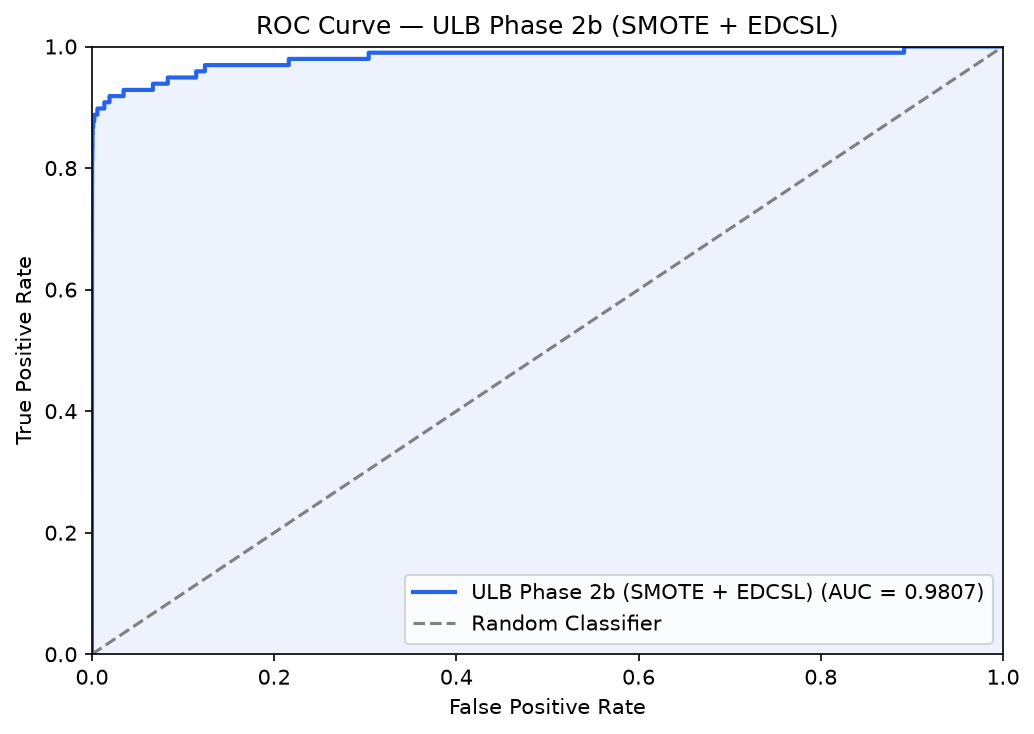 ROC Curve — ULB Phase 2b (SMOTE + EDCSL)
True Positive Rate
1.0
0.8
0.6
0.4
0.2
0.0
ULB Phase 2b (SMOTE + EDCSL) (AUC = 0.9807)
Random Classifier
0.0 0.2 0.4 0.6 0.8 1.0
False Positive Rate